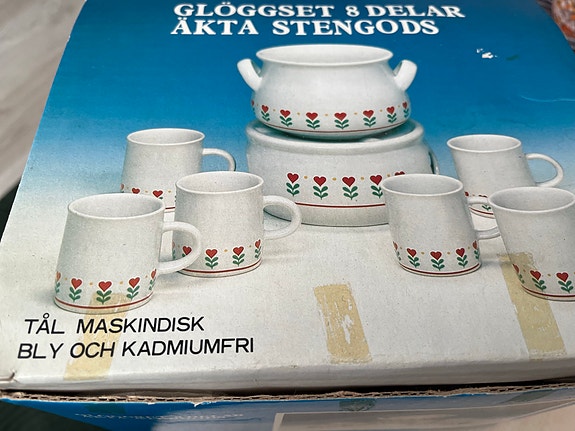 GLÖGGSET 8 DELAR
ÄKTA STENGODS
TÅL MASKINDISK
BLY OCH KADMIUMFRI